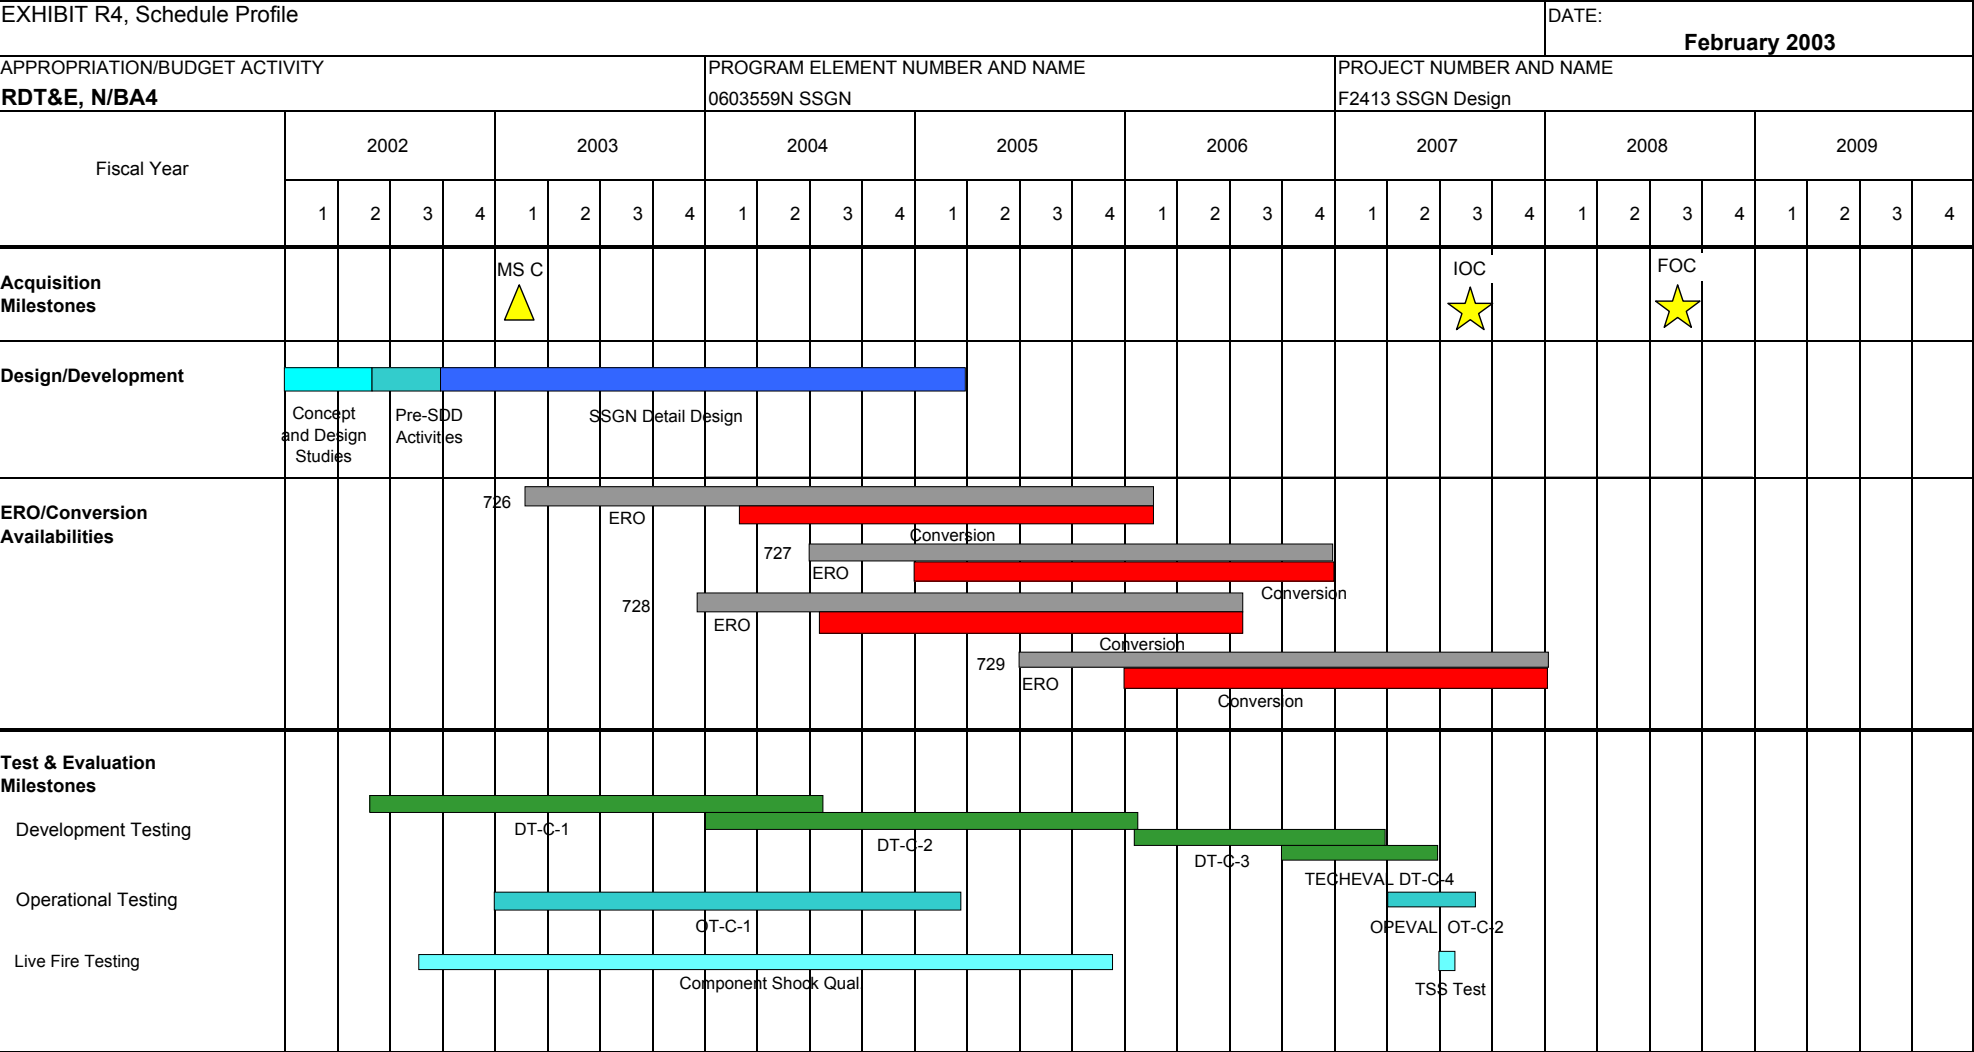 EXHIBIT R4, Schedule Profile
DATE:
February 2003
APPROPRIATION/BUDGET ACTIVITY
PROGRAM ELEMENT NUMBER AND NAME
PROJECT NUMBER AND NAME
RDT&E, N/BA4
0603559N SSGN
F2413 SSGN Design
Fiscal Year
2002 2003 2004 2005 2006 2007 2008 2009
1 2 3 4 1 2 3 4 1 2 3 4 1 2 3 4 1 2 3 4 1 2 3 4 1 2 3 4 1 2 3 4
Acquisition
Milestones
MS C
IOC
FOC
Design/Development
Concept
and Design
Studies
Pre-SDD
Activities
SSGN Detail Design
ERO/Conversion
Availabilities
726
ERO
Conversion
727
ERO
Conversion
728
ERO
Conversion
729
ERO
Conversion
Test & Evaluation
Milestones
Development Testing
DT-C-1
DT-C-2
DT-C-3
TECHEVAL DT-C-4
Operational Testing
OT-C-1
OPEVAL OT-C-2
Live Fire Testing
Component Shock Qual.
TSS Test